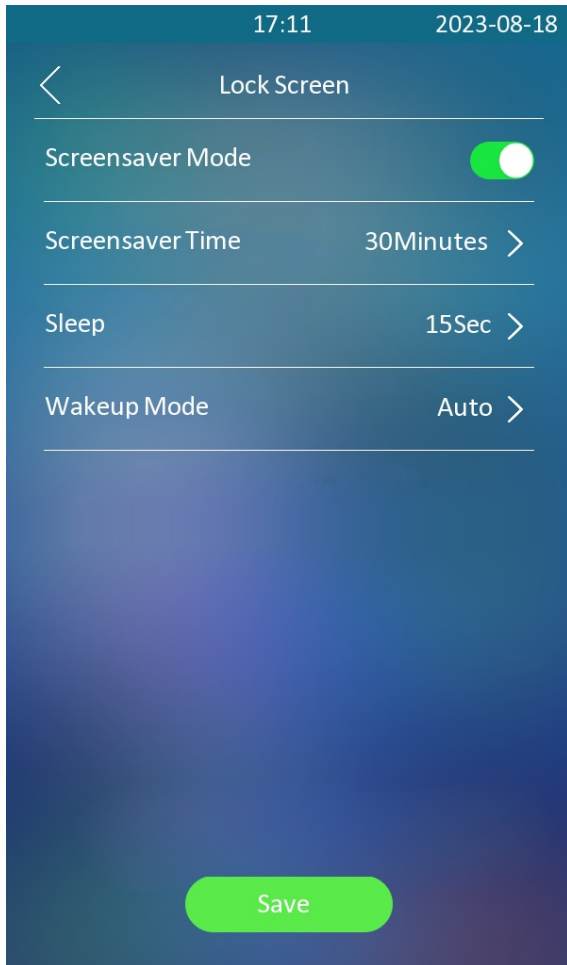 17:11 2023-08-18
Lock Screen
Screensaver Mode
Screensaver Time 30Minutes
Sleep 15Sec
Wakeup Mode Auto
Save